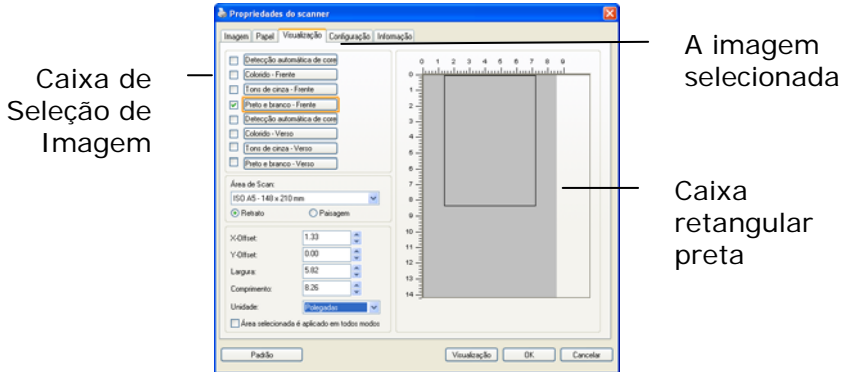 Propriedades do scanner
Imagem Papel Visualização Configuração Informação
Detecção automática de core
Colorido - Frente
Tons de cinza - Frente
Preto e branco - Frente
Detecção automática de core
Colorido - Verso
Tons de cinza - Verso
Preto e branco - Verso
Área de Scan:
ISO A5 - 148 x 210 mm
Retrato Paisagem
X-Offset: 1.33
Y-Offset: 0.00
Largura: 5.82
Comprimento: 8.26
Unidade: Polegadas
Área selecionada é aplicado em todos modos
0 1 2 3 4 5 6 7 8 9
0
1
2
3
4
5
6
7
8
9
10
11
12
13
14
Padrão Visualização OK Cancelar
Caixa de
Seleção de
Imagem
A imagem
selecionada
Caixa
retangular
preta